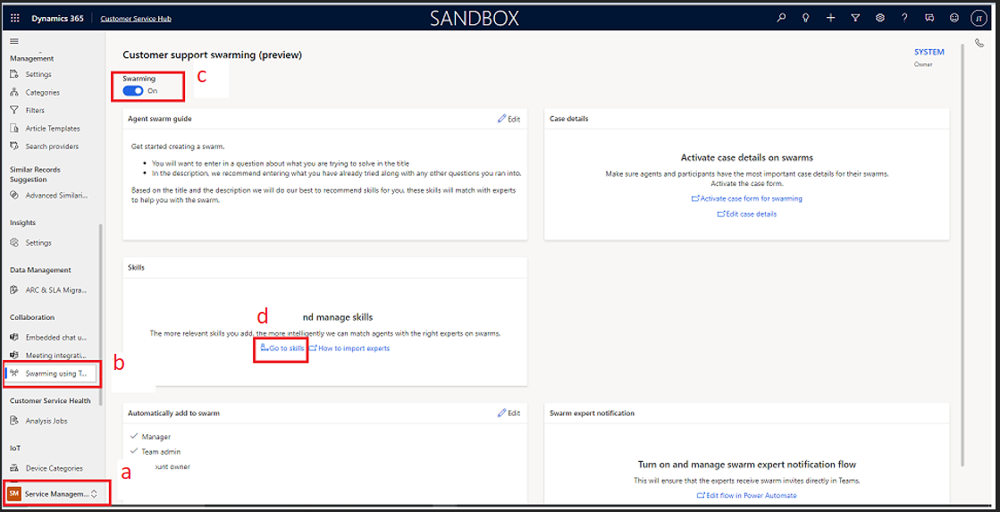 Dynamics 365
Customer Service Hub
SANDBOX
JT
Management
Settings
Categories
Filters
Article Templates
Search providers
Similar Records
Suggestion
Advanced Similari...
Insights
Settings
Data Management
ARC & SLA Migra...
Collaboration
Embedded chat u...
Meeting integrati...
Swarming using T...
b
Customer Service Health
Analysis Jobs
IoT
Device Categories
a
SM
Service Managem...
Customer support swarming (preview)
SYSTEM
Owner
Swarming
On
c
Agent swarm guide
Edit
Get started creating a swarm.
• You will want to enter in a question about what you are trying to solve in the title
• In the description, we recommend entering what you have already tried along with any other questions you ran into.
Based on the title and the description we will do our best to recommend skills for you, these skills will match with experts
to help you with the swarm.
Case details
Activate case details on swarms
Make sure agents and participants have the most important case details for their swarms.
Activate the case form.
Activate case form for swarming
Edit case details
Skills
d
nd manage skills
The more relevant skills you add, the more intelligently we can match agents with the right experts on swarms.
Go to skills
How to import experts
Automatically add to swarm
Edit
Manager
Team admin
ount owner
Swarm expert notification
Turn on and manage swarm expert notification flow
This will ensure that the experts receive swarm invites directly in Teams.
Edit flow in Power Automate